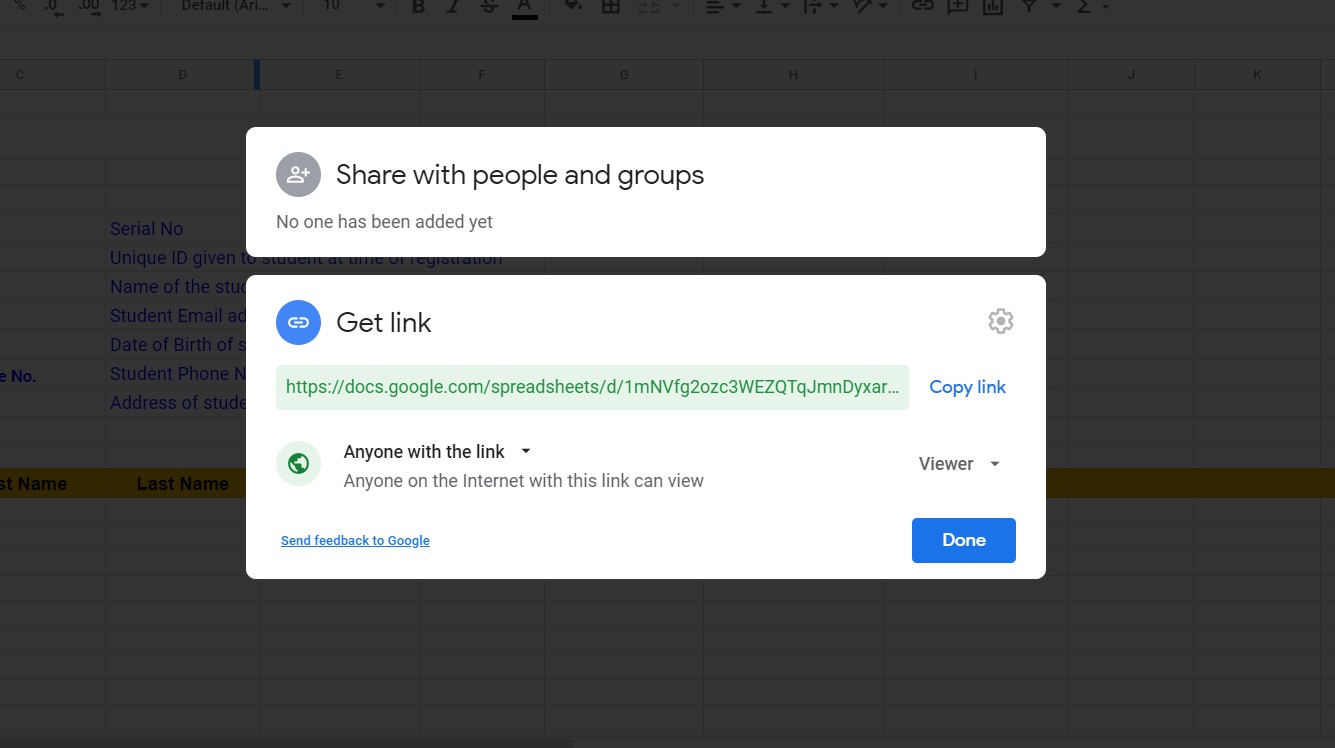 % .0 .00 123 Default (Ari... 10 B I S A Σ
C D E F G H I J K
Share with people and groups
No one has been added yet
Serial No
Unique ID given to student at time of registration
Name of the stud
Get link
Student Email ad
Date of Birth of s
e No. Student Phone N
https://docs.google.com/spreadsheets/d/1mNVfg2ozc3WEZQTqJmnDyxar... Copy link
Address of stude
Anyone with the link
Viewer
Anyone on the Internet with this link can view
st Name Last Name
Send feedback to Google Done